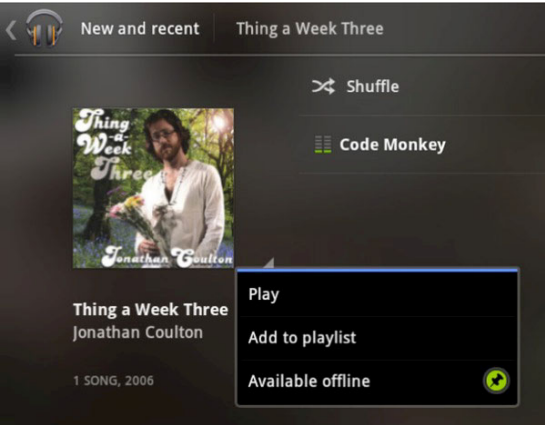 New and recent
Thing a Week Three
Shuffle
Code Monkey
Thing
-a-
Week
Three
Jonathan Coulton
Thing a Week Three
Jonathan Coulton
1 SONG, 2006
Play
Add to playlist
Available offline